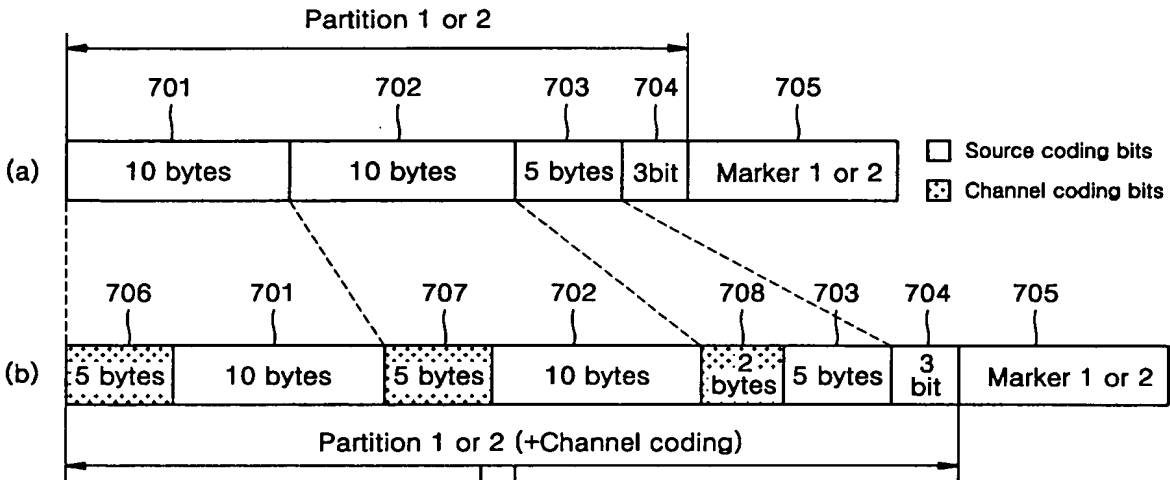 Partition 1 or 2
701 702 703 704 705
(a) 10 bytes 10 bytes 5 bytes 3bit Marker 1 or 2
Source coding bits
Channel coding bits
706 701 707 702 708 703 704 705
(b) 5 bytes 10 bytes 5 bytes 10 bytes 2 bytes 5 bytes 3 bit Marker 1 or 2
Partition 1 or 2 (+Channel coding)